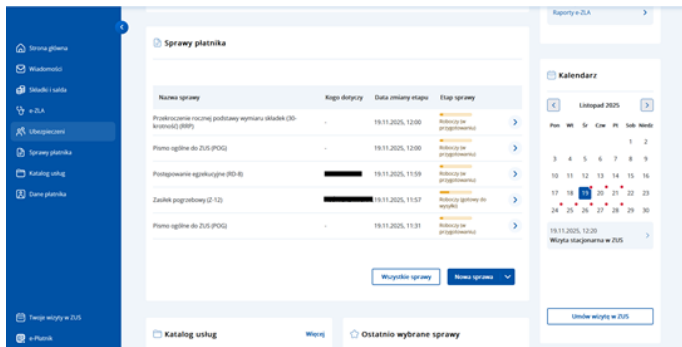 Strona główna
Wiadomości
Składki i salda
e-ZLA
Ubezpieczeni
Sprawy płatnika
Katalog usług
Dane płatnika
Twoje wizyty w ZUS
e-Płatnik
Sprawy płatnika
Nazwa sprawy Kogo dotyczy Data zmiany etapu Etap sprawy
Przekroczenie rocznej podstawy wymiaru składek (30-
krotność) (RRP) - 19.11.2025, 12:00 Roboczy (w
przygotowaniu)
Pismo ogólne do ZUS (POG) - 19.11.2025, 12:00 Roboczy (w
przygotowaniu)
Postępowanie egzekucyjne (RD-8) 19.11.2025, 11:59 Roboczy (w
przygotowaniu)
Zasiłek pogrzebowy (Z-12) 19.11.2025, 11:57 Roboczy (gotowy do
wysyłki)
Pismo ogólne do ZUS (POG) - 19.11.2025, 11:31 Roboczy (w
przygotowaniu)
Wszystkie sprawy Nowa sprawa
Katalog usług Więcej
Ostatnio wybrane sprawy
Raporty e-ZLA
Kalendarz
Listopad 2025
Pon Wt Śr Czw Pt Sob Niedz
1 2
3 4 5 6 7 8 9
10 11 12 13 14 15 16
17 18 19 20 21 22 23
24 25 26 27 28 29 30
19.11.2025, 12:20
Wizyta stacjonarna w ZUS
Umów wizytę w ZUS